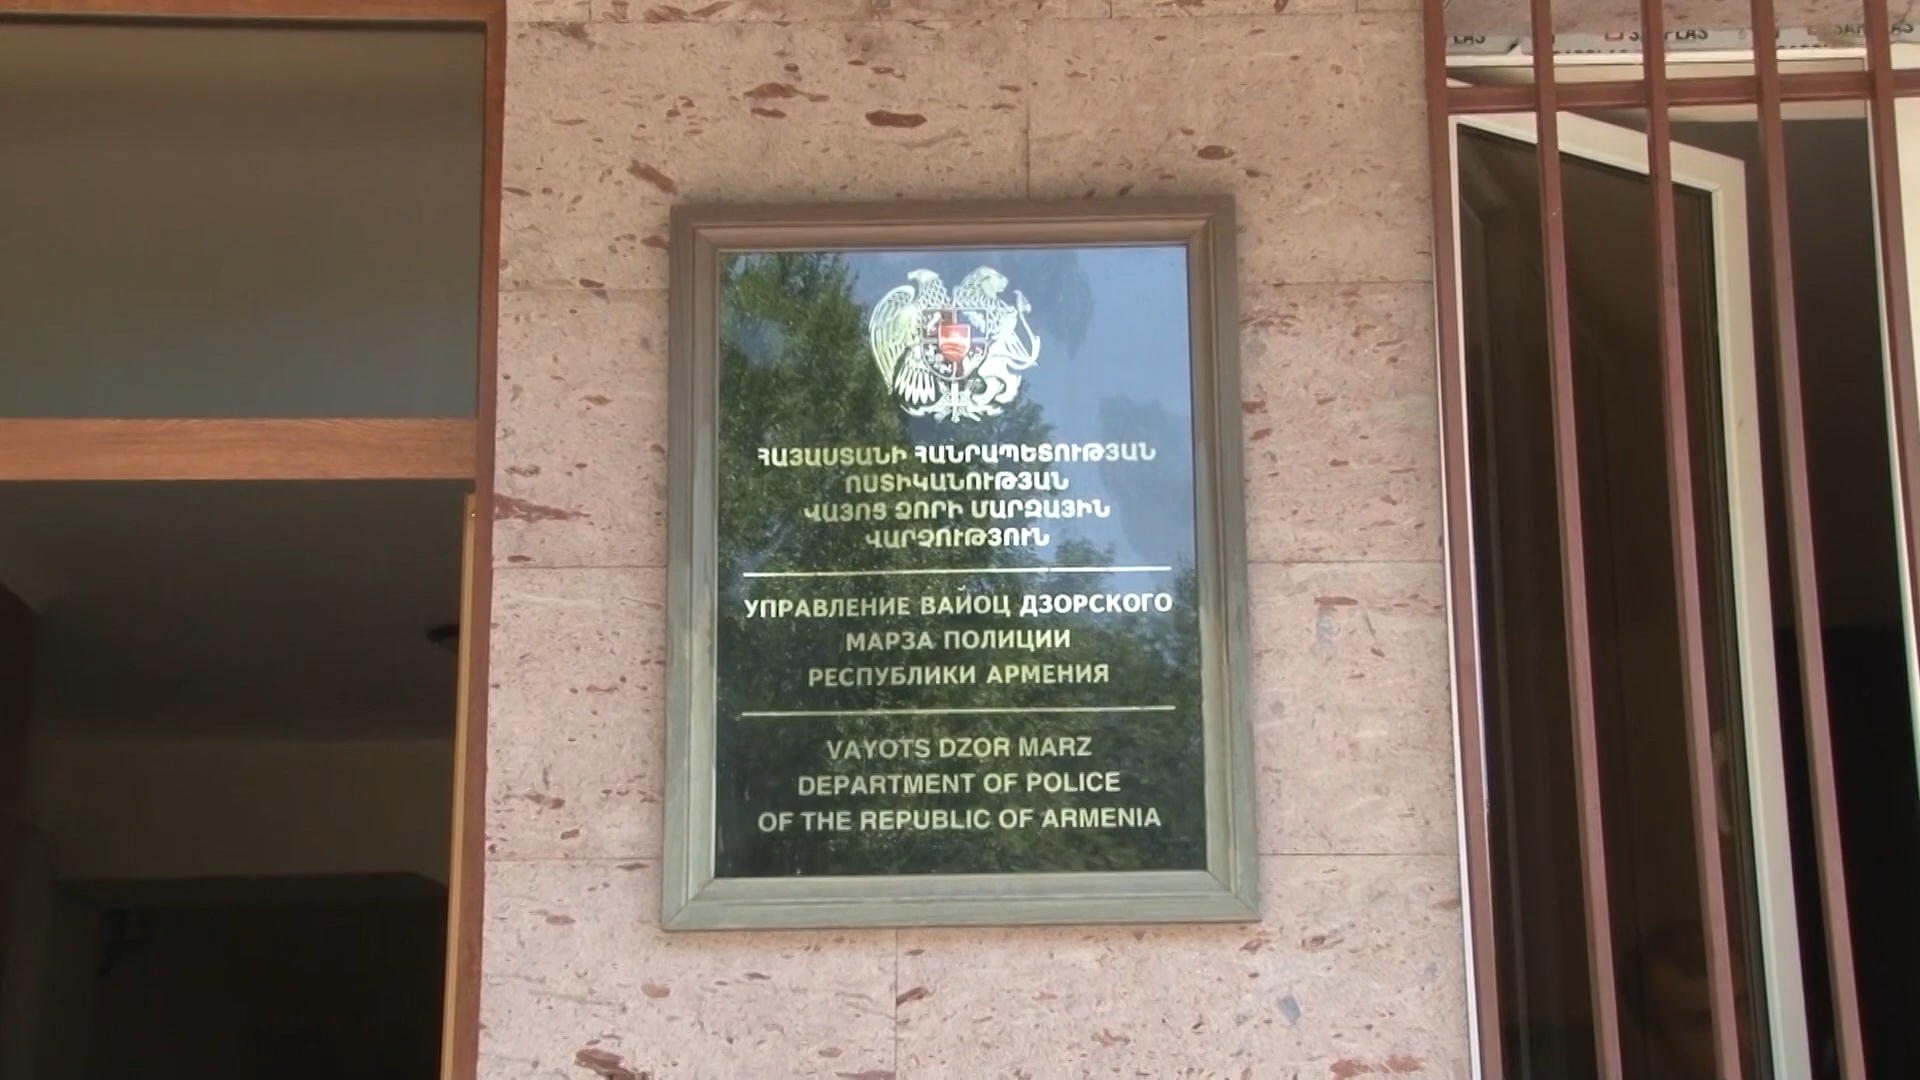 ՀԱՅԱՍՏԱՆԻ ՀԱՆՐԱՊԵՏՈՒԹՅԱՆ
ՈՍՏԻԿԱՆՈՒԹՅԱՆ
ՎԱՅՈՑ ՁՈՐԻ ՄԱՐԶԱՅԻՆ
ՎԱՐՉՈՒԹՅՈՒՆ
УПРАВЛЕНИЕ ВАЙОЦ ДЗОРСКОГО
МАРЗА ПОЛИЦИИ
РЕСПУБЛИКИ АРМЕНИЯ
VAYOTS DZOR MARZ
DEPARTMENT OF POLICE
OF THE REPUBLIC OF ARMENIA